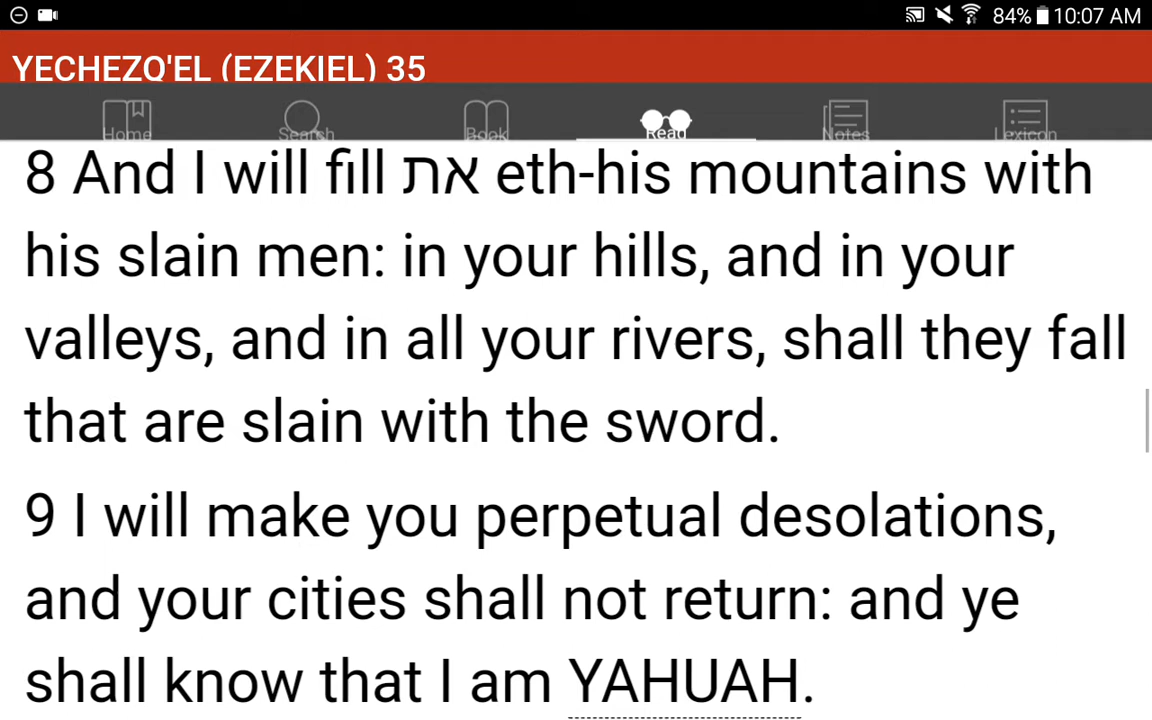 84% 10:07 AM
YECHEZQ'EL (EZEKIEL) 35
Home Search Book Read Notes Lexicon
8 And I will fill את eth-his mountains with
his slain men: in your hills, and in your
valleys, and in all your rivers, shall they fall
that are slain with the sword.
9 I will make you perpetual desolations,
and your cities shall not return: and ye
shall know that I am YAHUAH.